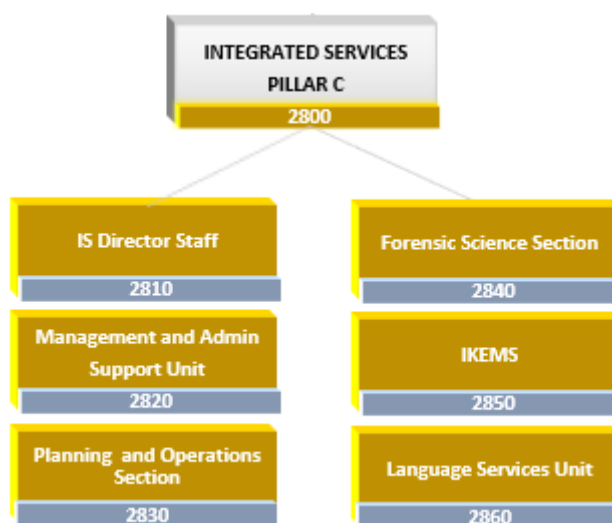 INTEGRATED SERVICES
PILLAR C
2800
IS Director Staff
2810
Management and Admin
Support Unit
2820
Planning and Operations
Section
2830
Forensic Science Section
2840
IKEMS
2850
Language Services Unit
2860